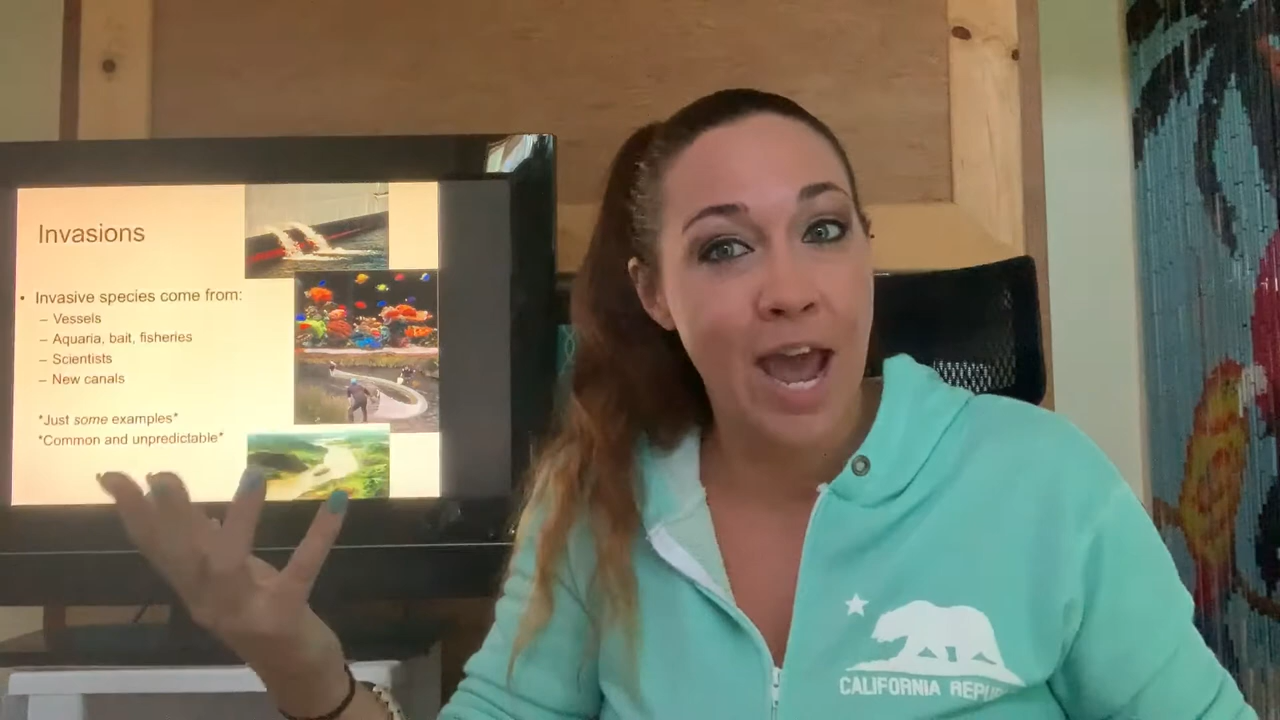 Invasions
• Invasive species come from:
– Vessels
– Aquaria, bait, fisheries
– Scientists
– New canals
*Just some examples*
*Common and unpredictable*
CALIFORNIA